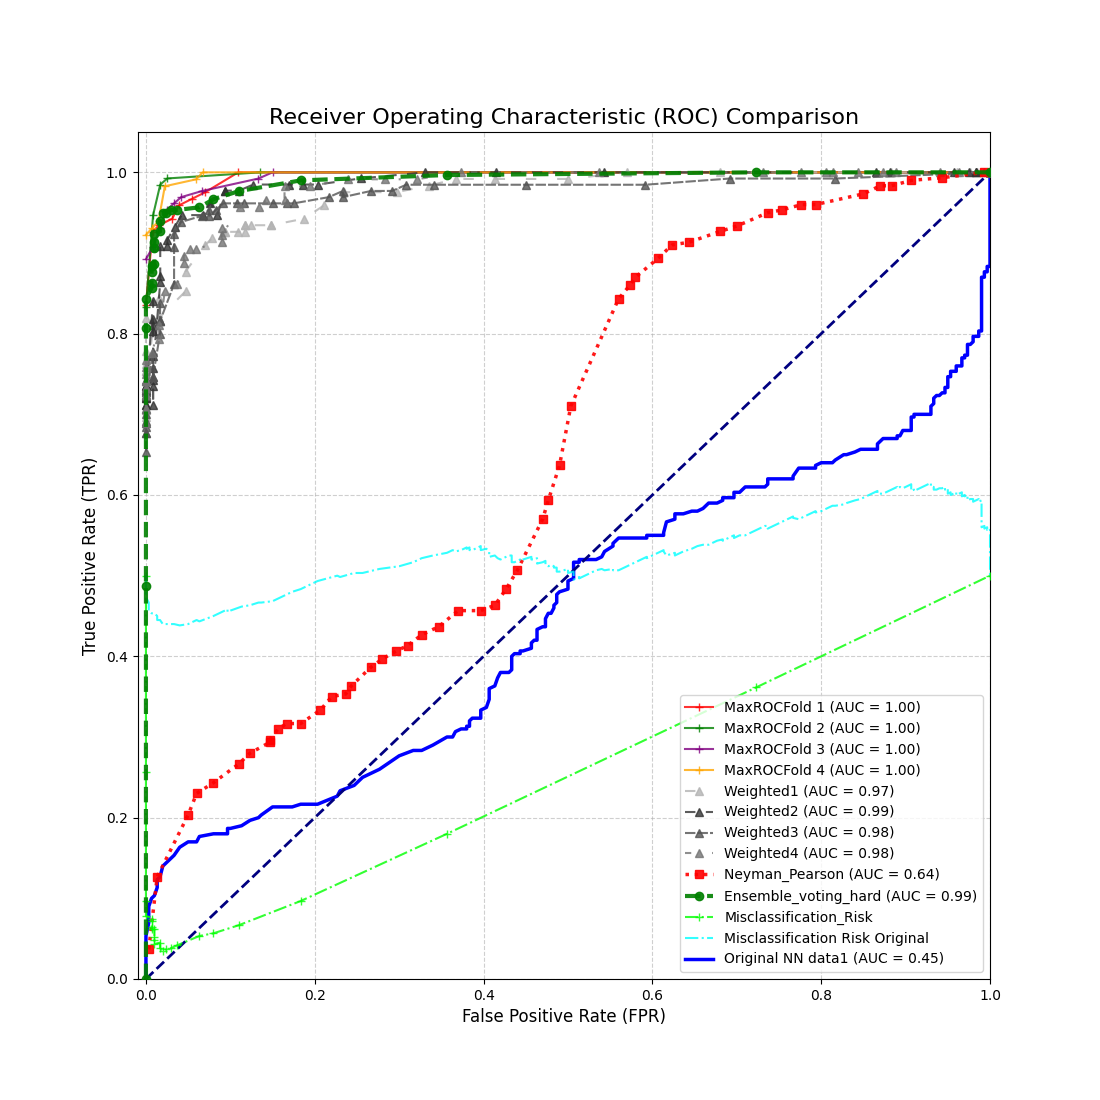 Receiver Operating Characteristic (ROC) Comparison
True Positive Rate (TPR)
1.0
0.8
0.6
0.4
0.2
0.0
MaxROCFold 1 (AUC = 1.00)
MaxROCFold 2 (AUC = 1.00)
MaxROCFold 3 (AUC = 1.00)
MaxROCFold 4 (AUC = 1.00)
Weighted1 (AUC = 0.97)
Weighted2 (AUC = 0.99)
Weighted3 (AUC = 0.98)
Weighted4 (AUC = 0.98)
Neyman_Pearson (AUC = 0.64)
Ensemble_voting_hard (AUC = 0.99)
Misclassification_Risk
Misclassification Risk Original
Original NN data1 (AUC = 0.45)
0.0 0.2 0.4 0.6 0.8 1.0
False Positive Rate (FPR)